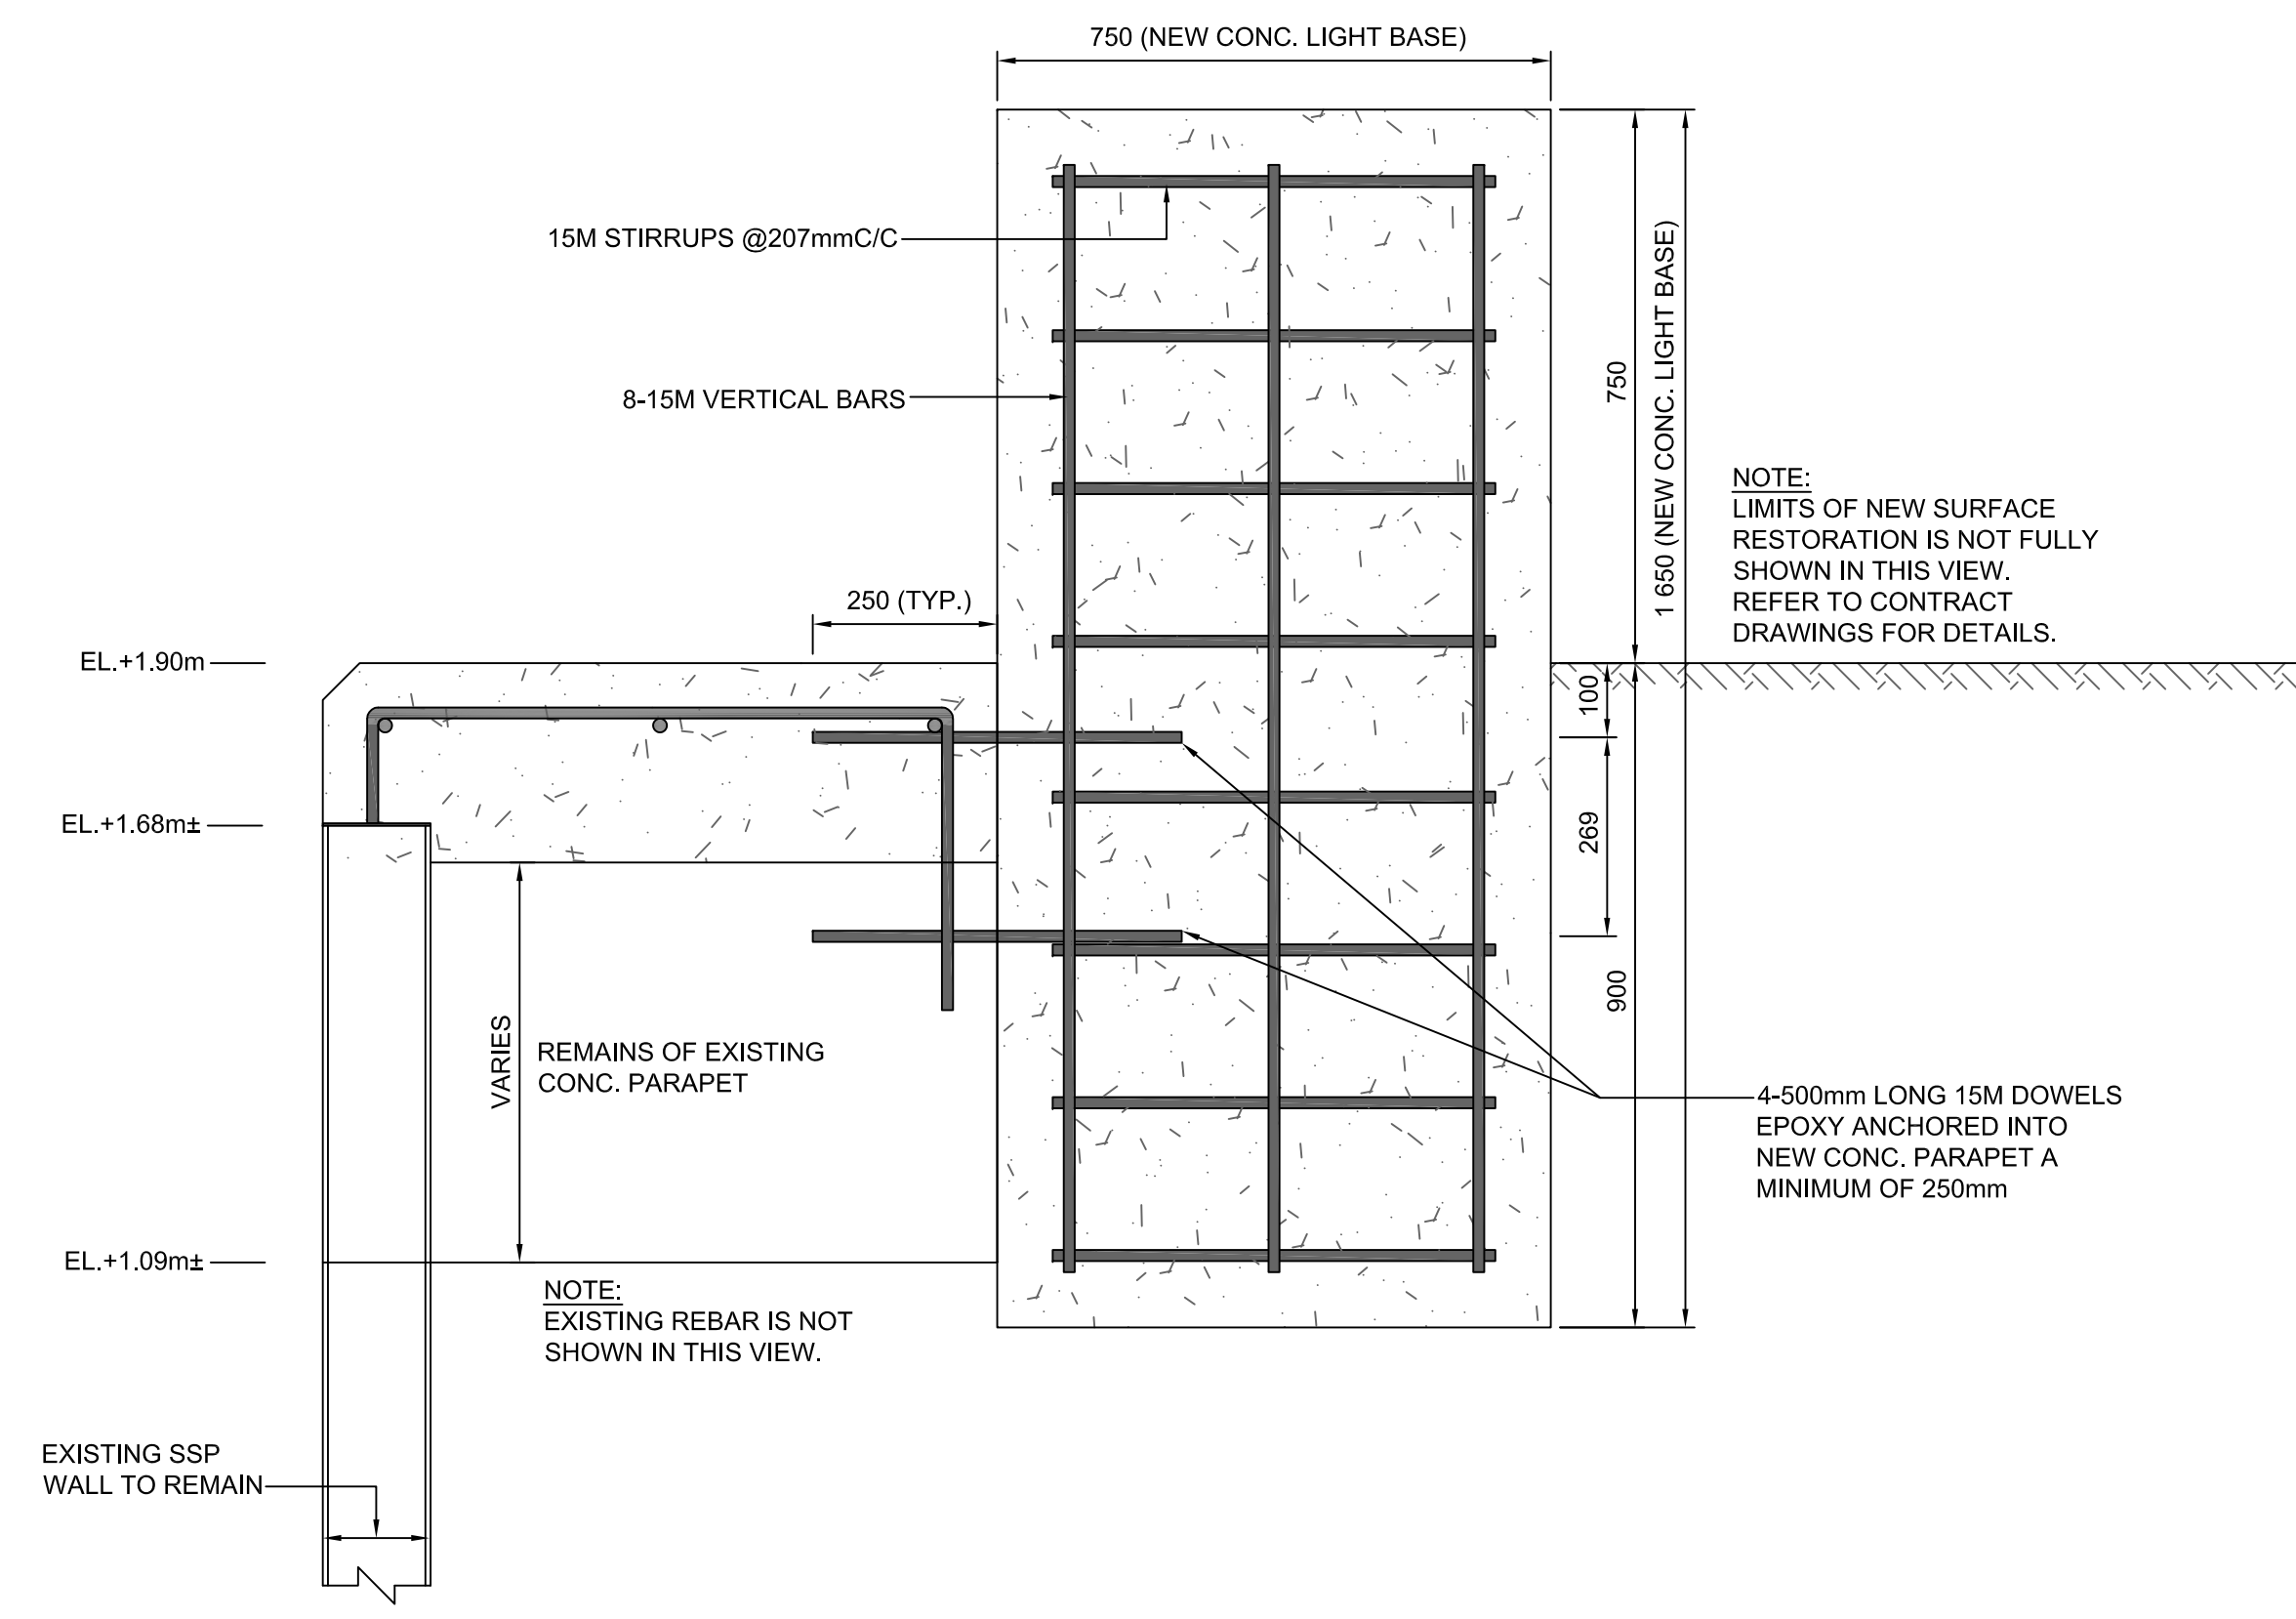 750 (NEW CONC. LIGHT BASE)
15M STIRRUPS @207mmC/C
8-15M VERTICAL BARS
750
1 650 (NEW CONC. LIGHT BASE)
NOTE:
LIMITS OF NEW SURFACE
RESTORATION IS NOT FULLY
SHOWN IN THIS VIEW.
REFER TO CONTRACT
DRAWINGS FOR DETAILS.
250 (TYP.)
EL.+1.90m
100
EL.+1.68m±
269
900
VARIES
REMAINS OF EXISTING
CONC. PARAPET
4-500mm LONG 15M DOWELS
EPOXY ANCHORED INTO
NEW CONC. PARAPET A
MINIMUM OF 250mm
EL.+1.09m±
NOTE:
EXISTING REBAR IS NOT
SHOWN IN THIS VIEW.
EXISTING SSP
WALL TO REMAIN